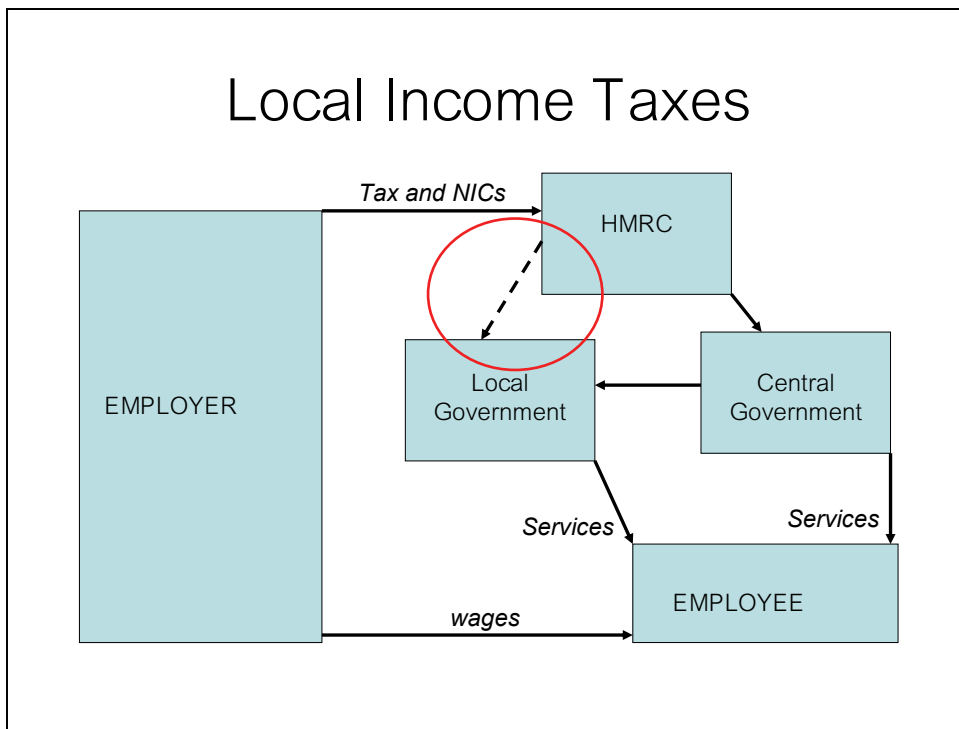 Local Income Taxes
Tax and NICs
HMRC
EMPLOYER
Local
Government
Central
Government
Services
Services
EMPLOYEE
wages